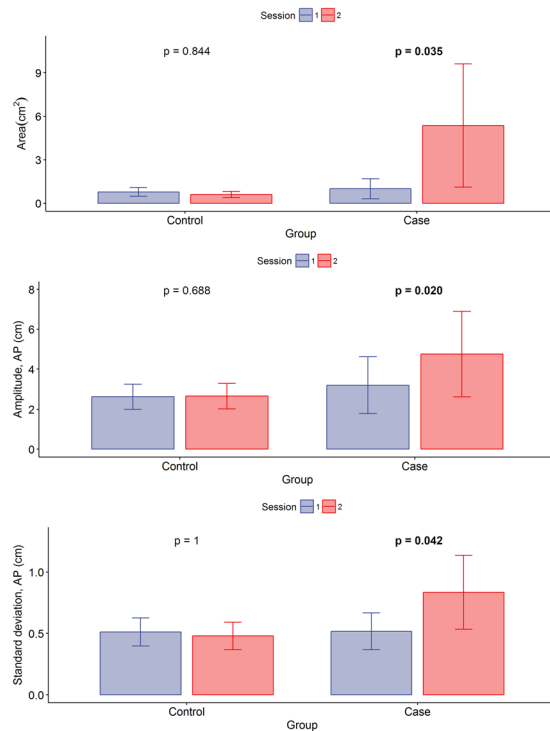 Session 1 2
p = 0.844 p = 0.035
Area(cm²)
9
6
3
0
Control Case
Group
Session 1 2
p = 0.688 p = 0.020
Amplitude, AP (cm)
8
6
4
2
0
Control Case
Group
Session 1 2
p = 1 p = 0.042
Standard deviation, AP (cm)
1.0
0.5
0.0
Control Case
Group